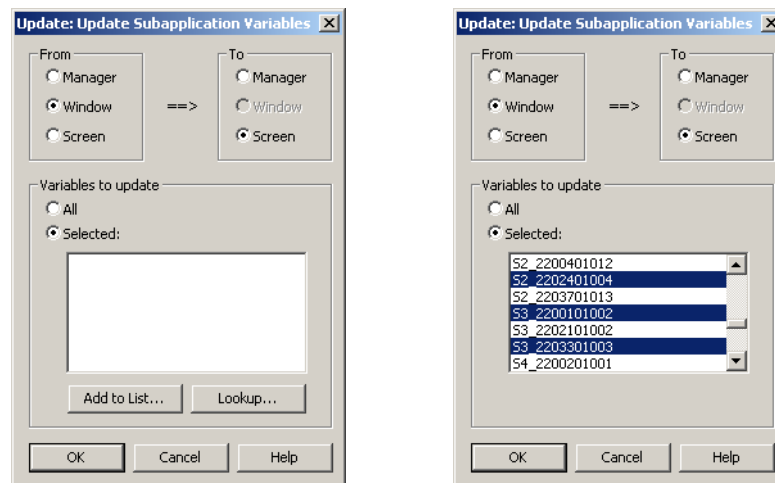 Update: Update Subapplication Variables
From
To
Manager
Manager
Window
==>
Window
Screen
Screen
Variables to update
All
Selected:
Add to List...
Lookup...
OK
Cancel
Help
Update: Update Subapplication Variables
From
To
Manager
Manager
Window
==>
Window
Screen
Screen
Variables to update
All
Selected:
S2_2200401012
S2_2202401004
S2_2203701013
S3_2200101002
S3_2202101002
S3_2203301003
S4_2200201001
OK
Cancel
Help